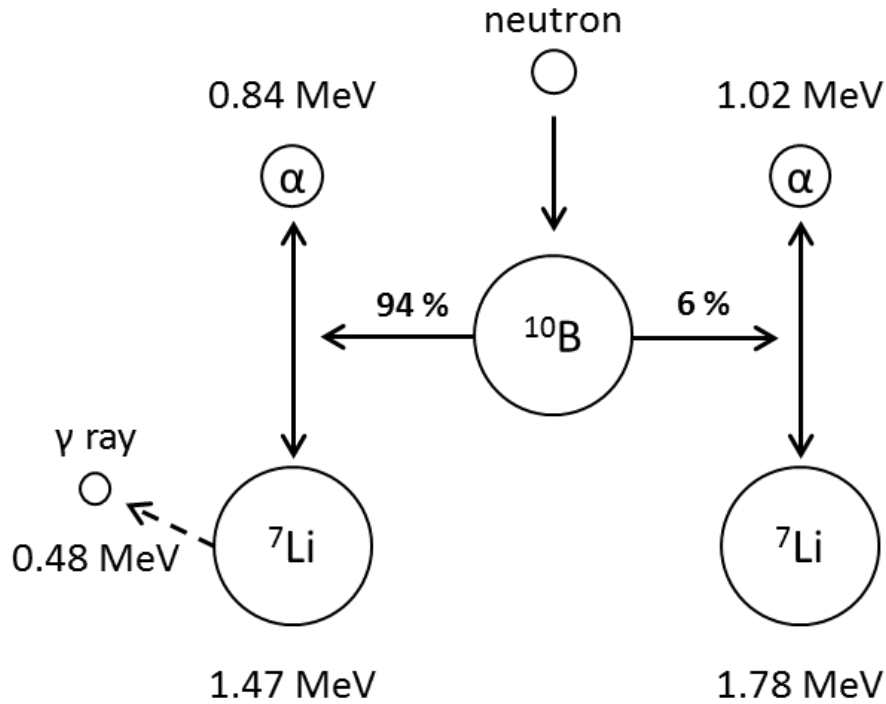 neutron
0.84 MeV
1.02 MeV
α
α
94 %
¹⁰B
6 %
γ ray
0.48 MeV
⁷Li
⁷Li
1.47 MeV
1.78 MeV